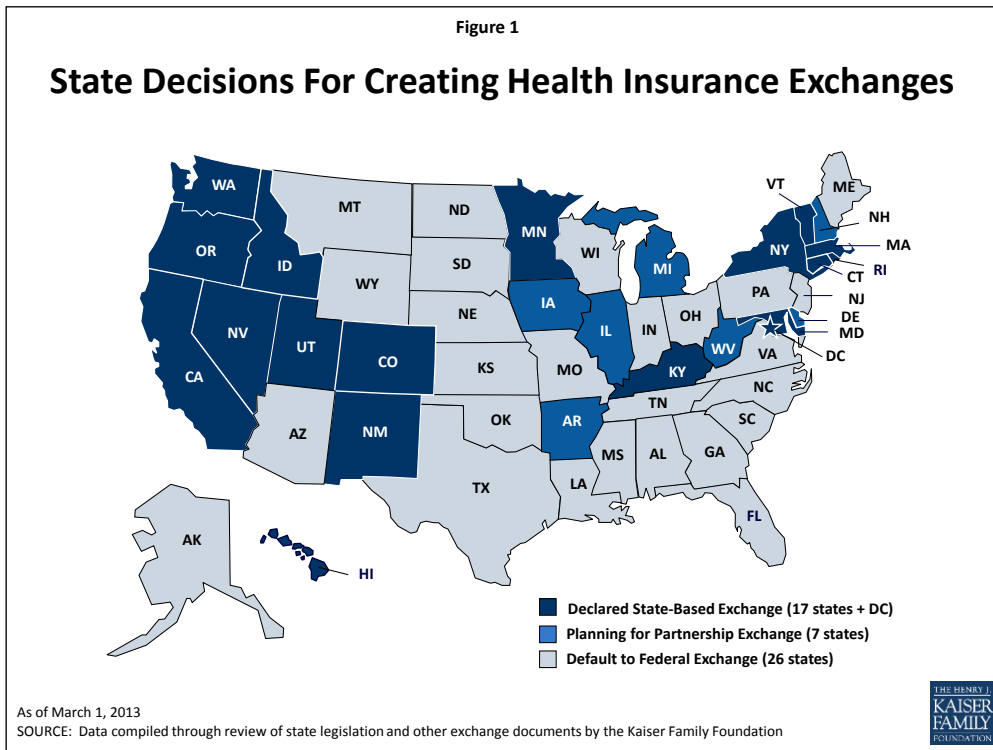 Figure 1
State Decisions For Creating Health Insurance Exchanges
WA
MT
ND
MN
VT
ME
NH
OR
ID
SD
WI
NY
MA
MI
RI
WY
CT
IA
PA
NJ
NE
OH
DE
NV
IL
IN
MD
UT
WV
DC
CO
VA
KS
MO
KY
CA
NC
TN
OK
AR
SC
AZ
NM
MS
AL
GA
LA
TX
FL
AK
HI
Declared State-Based Exchange (17 states + DC)
Planning for Partnership Exchange (7 states)
Default to Federal Exchange (26 states)
As of March 1, 2013
SOURCE: Data compiled through review of state legislation and other exchange documents by the Kaiser Family Foundation
THE HENRY J.
KAISER
FAMILY
FOUNDATION